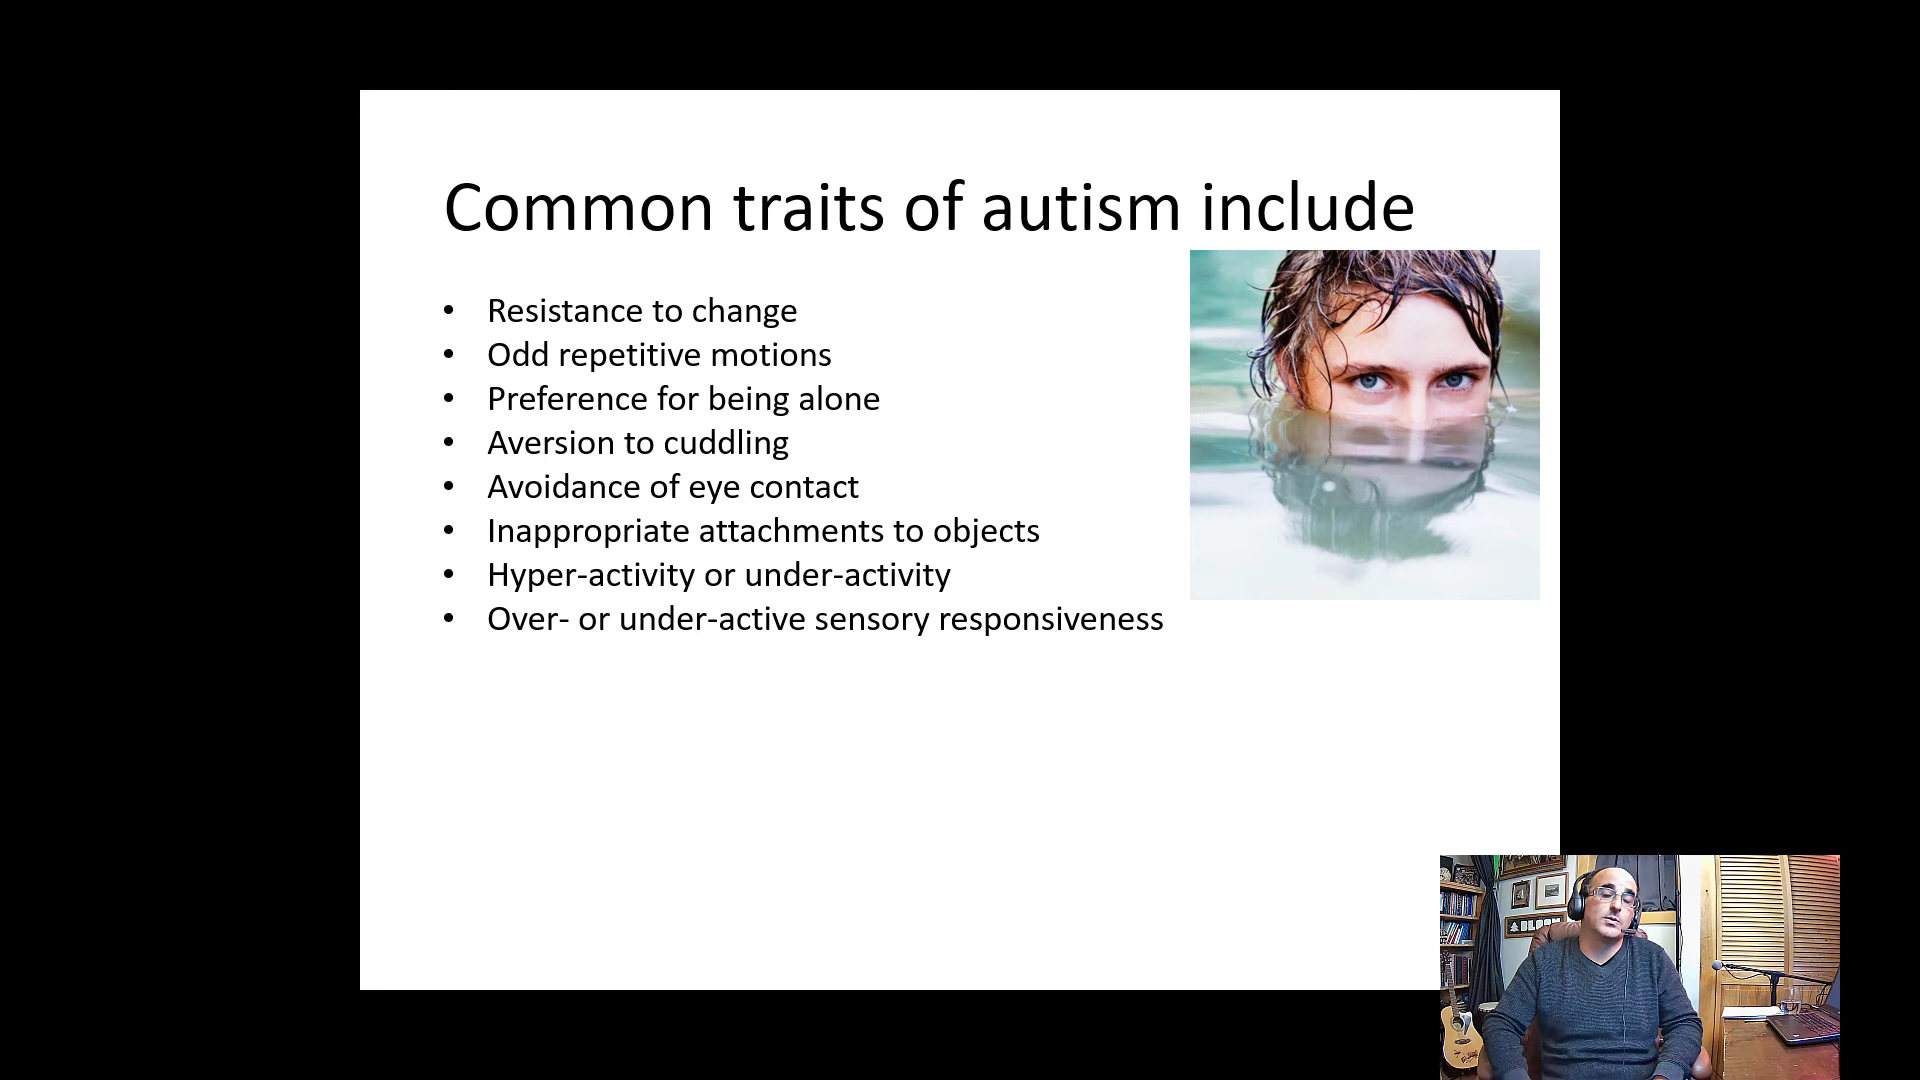 Common traits of autism include
• Resistance to change
• Odd repetitive motions
• Preference for being alone
• Aversion to cuddling
• Avoidance of eye contact
• Inappropriate attachments to objects
• Hyper-activity or under-activity
• Over- or under-active sensory responsiveness
BLOOM